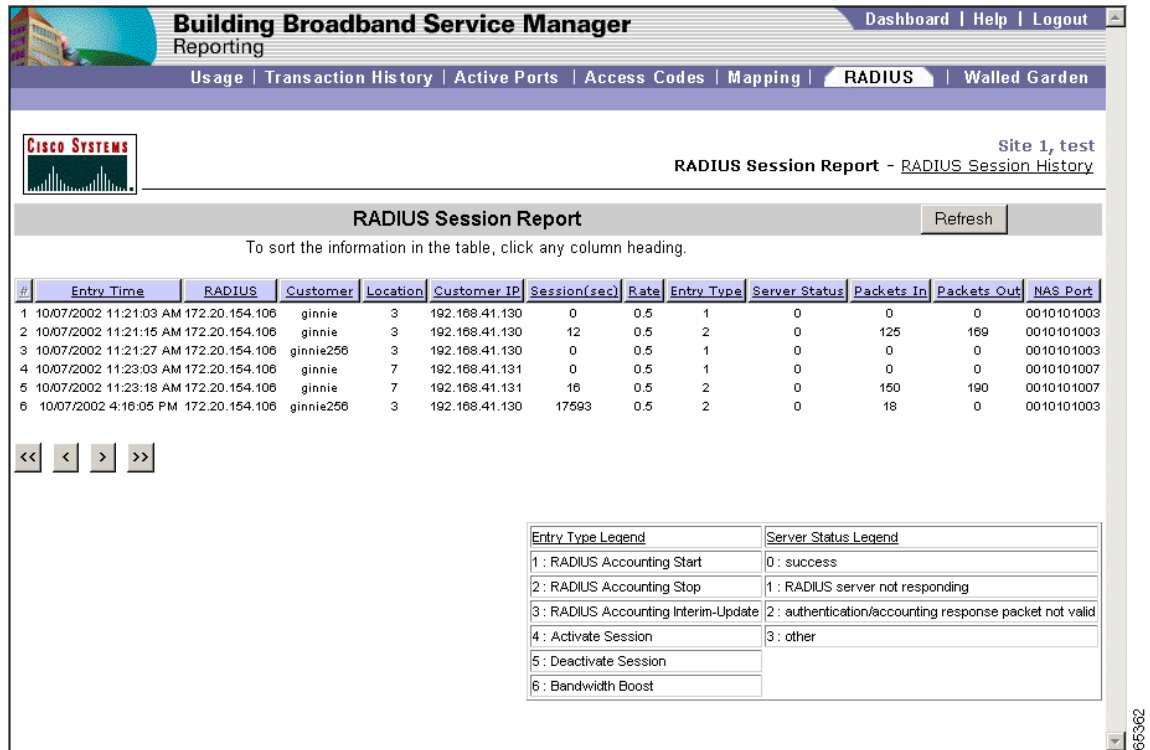 Building Broadband Service Manager
Reporting
Dashboard | Help | Logout
Usage | Transaction History | Active Ports | Access Codes | Mapping | RADIUS | Walled Garden
CISCO SYSTEMS
Site 1, test
RADIUS Session Report - RADIUS Session History
RADIUS Session Report
Refresh
To sort the information in the table, click any column heading.
# Entry Time RADIUS Customer Location Customer IP Session(sec) Rate Entry Type Server Status Packets In Packets Out NAS Port
1 10/07/2002 11:21:03 AM 172.20.154.106 ginnie 3 192.168.41.130 0 0.5 1 0 0 0 0010101003
2 10/07/2002 11:21:15 AM 172.20.154.106 ginnie 3 192.168.41.130 12 0.5 2 0 125 169 0010101003
3 10/07/2002 11:21:27 AM 172.20.154.106 ginnie256 3 192.168.41.130 0 0.5 1 0 0 0 0010101003
4 10/07/2002 11:23:03 AM 172.20.154.106 ginnie 7 192.168.41.131 0 0.5 1 0 0 0 0010101007
5 10/07/2002 11:23:18 AM 172.20.154.106 ginnie 7 192.168.41.131 16 0.5 2 0 150 190 0010101007
6 10/07/2002 4:16:05 PM 172.20.154.106 ginnie256 3 192.168.41.130 17593 0.5 2 0 18 0 0010101003
<< < > >>
Entry Type Legend Server Status Legend
1 : RADIUS Accounting Start 0 : success
2 : RADIUS Accounting Stop 1 : RADIUS server not responding
3 : RADIUS Accounting Interim-Update 2 : authentication/accounting response packet not valid
4 : Activate Session 3 : other
5 : Deactivate Session
6 : Bandwidth Boost
65362